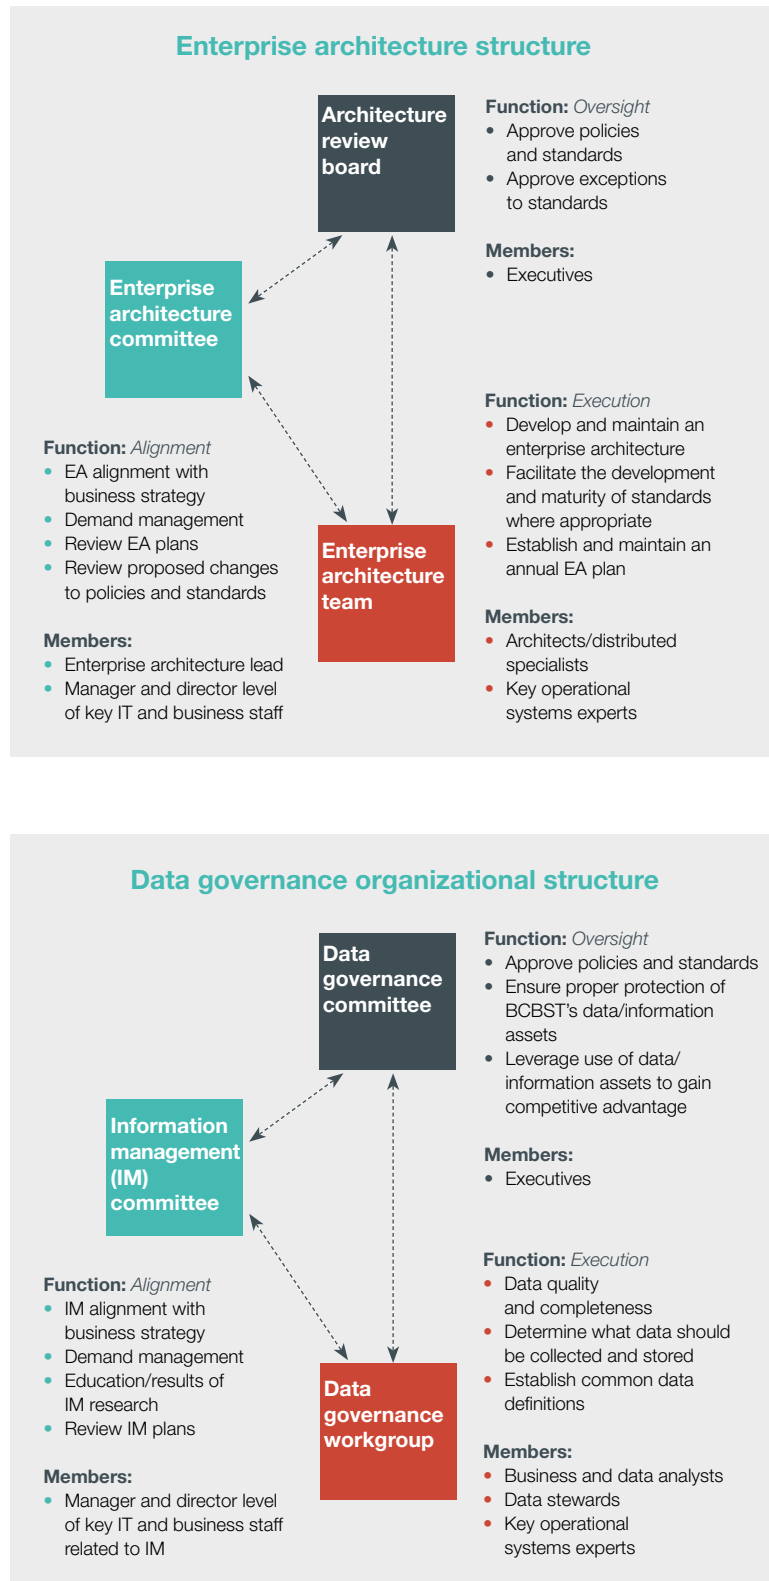 Enterprise architecture structure
Architecture
review
board
Function: Oversight
• Approve policies
and standards
• Approve exceptions
to standards
Members:
• Executives
Enterprise
architecture
committee
Function: Alignment
• EA alignment with
business strategy
• Demand management
• Review EA plans
• Review proposed changes
to policies and standards
Members:
• Enterprise architecture lead
• Manager and director level
of key IT and business staff
Enterprise
architecture
team
Function: Execution
• Develop and maintain an
enterprise architecture
• Facilitate the development
and maturity of standards
where appropriate
• Establish and maintain an
annual EA plan
Members:
• Architects/distributed
specialists
• Key operational
systems experts
Data governance organizational structure
Data
governance
committee
Function: Oversight
• Approve policies and standards
• Ensure proper protection of
BCBST’s data/information
assets
• Leverage use of data/
information assets to gain
competitive advantage
Members:
• Executives
Information
management
(IM)
committee
Function: Alignment
• IM alignment with
business strategy
• Demand management
• Education/results of
IM research
• Review IM plans
Members:
• Manager and director level
of key IT and business staff
related to IM
Data
governance
workgroup
Function: Execution
• Data quality
and completeness
• Determine what data should
be collected and stored
• Establish common data
definitions
Members:
• Business and data analysts
• Data stewards
• Key operational
systems experts